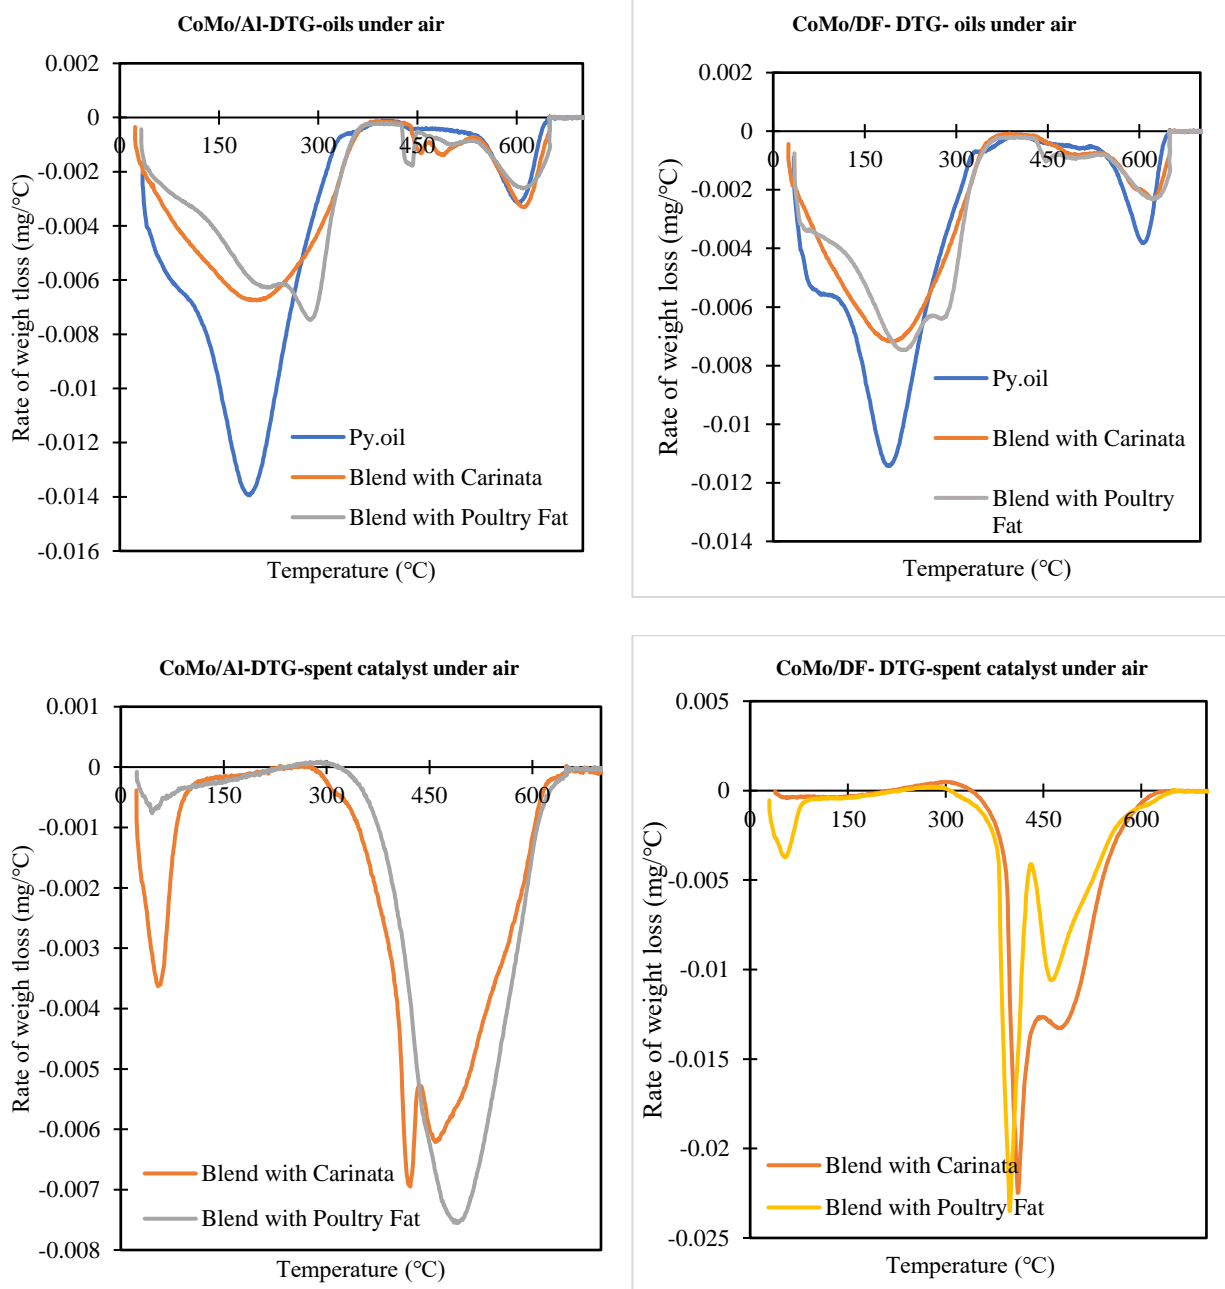 CoMo/Al-DTG-oils under air
0.002
0
-0.002
-0.004
-0.006
-0.008
-0.01
-0.012
-0.014
-0.016
0
150
300
450
600
Rate of weigh tloss (mg/°C)
Temperature (°C)
Py.oil
Blend with Carinata
Blend with Poultry Fat
CoMo/DF- DTG- oils under air
0.002
0
-0.002
-0.004
-0.006
-0.008
-0.01
-0.012
-0.014
0
150
300
450
600
Rate of weight loss (mg/°C)
Temperature (°C)
Py.oil
Blend with Carinata
Blend with Poultry
Fat
CoMo/Al-DTG-spent catalyst under air
0.001
0
-0.001
-0.002
-0.003
-0.004
-0.005
-0.006
-0.007
-0.008
0
150
300
450
600
Rate of weigh tloss (mg/°C)
Temperature (°C)
Blend with Carinata
Blend with Poultry Fat
CoMo/DF- DTG-spent catalyst under air
0.005
0
-0.005
-0.01
-0.015
-0.02
-0.025
0
150
300
450
600
Rate of weight loss (mg/°C)
Temperature (°C)
Blend with Carinata
Blend with Poultry Fat